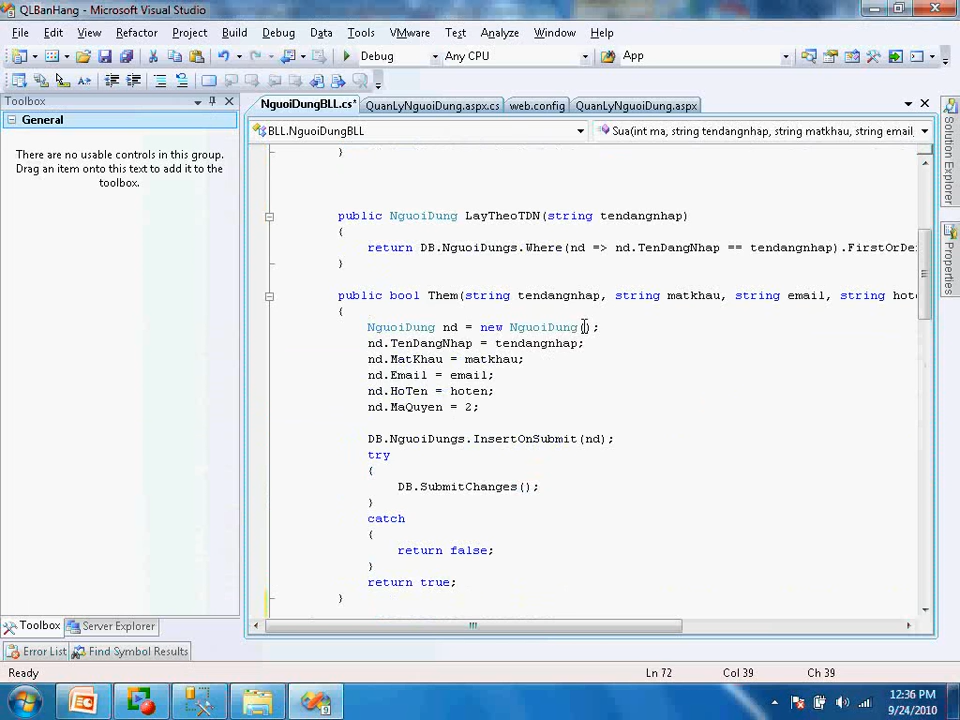 QLBanHang - Microsoft Visual Studio
File Edit View Refactor Project Build Debug Data Tools VMware Test Analyze Window Help
Debug Any CPU App
Toolbox
General
There are no usable controls in this group.
Drag an item onto this text to add it to the
toolbox.
NguoiDungBLL.cs* QuanLyNguoiDung.aspx.cs web.config QuanLyNguoiDung.aspx
BLL.NguoiDungBLL Sua(int ma, string tendangnhap, string matkhau, string email,
}
public NguoiDung LayTheoTDN(string tendangnhap)
{
return DB.NguoiDungs.Where(nd => nd.TenDangNhap == tendangnhap).FirstOrDe
}
public bool Them(string tendangnhap, string matkhau, string email, string hote
{
NguoiDung nd = new NguoiDung();
nd.TenDangNhap = tendangnhap;
nd.MatKhau = matkhau;
nd.Email = email;
nd.HoTen = hoten;
nd.MaQuyen = 2;
DB.NguoiDungs.InsertOnSubmit(nd);
try
{
DB.SubmitChanges();
}
catch
{
return false;
}
return true;
}
Solution Explorer
Properties
Toolbox Server Explorer
Error List Find Symbol Results
Ready Ln 72 Col 39 Ch 39
12:36 PM
9/24/2010